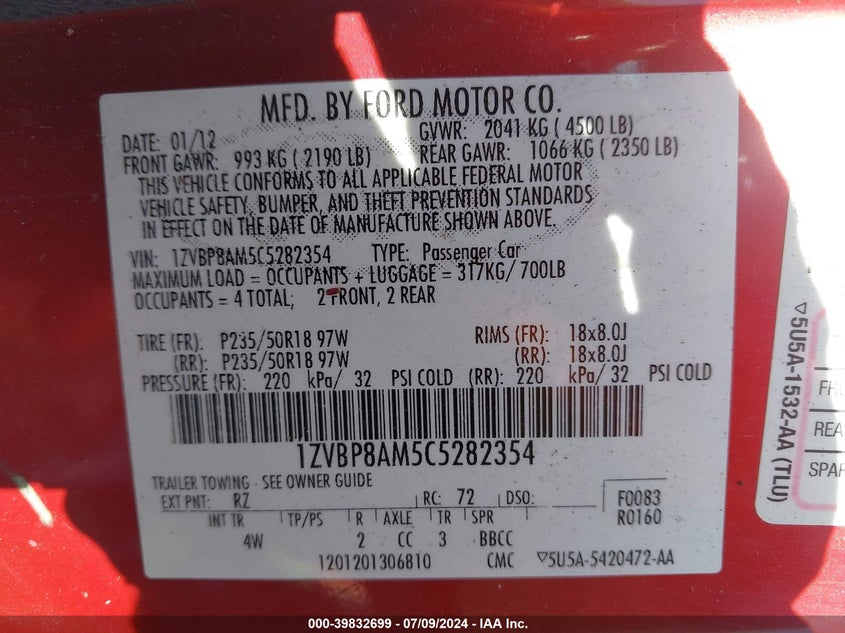 MFD. BY FORD MOTOR CO.
DATE: 01/12 GVWR: 2041 KG ( 4500 LB)
FRONT GAWR: 993 KG ( 2190 LB) REAR GAWR: 1066 KG ( 2350 LB)
THIS VEHICLE CONFORMS TO ALL APPLICABLE FEDERAL MOTOR
VEHICLE SAFETY, BUMPER, AND THEFT PREVENTION STANDARDS
IN EFFECT ON THE DATE OF MANUFACTURE SHOWN ABOVE.
VIN: 1ZVBP8AM5C5282354 TYPE: Passenger Car
MAXIMUM LOAD = OCCUPANTS + LUGGAGE = 317KG/ 700LB
OCCUPANTS = 4 TOTAL, 2 FRONT, 2 REAR
TIRE (FR): P235/50R18 97W RIMS (FR): 18x8.0J
(RR): P235/50R18 97W (RR): 18x8.0J
PRESSURE (FR): 220 kPa/ 32 PSI COLD (RR): 220 kPa/ 32 PSI COLD
1ZVBP8AM5C5282354
TRAILER TOWING - SEE OWNER GUIDE
EXT PNT: RZ RC: 72 DSO: F0083
INT TR TP/PS R AXLE TR SPR R0160
4W 2 CC 3 BBCC
1201201306810 CMC ▽5U5A-5420472-AA
▽5U5A-1532-AA (TLU)
REA
SPAR
000-39832699 - 07/09/2024 - IAA Inc.